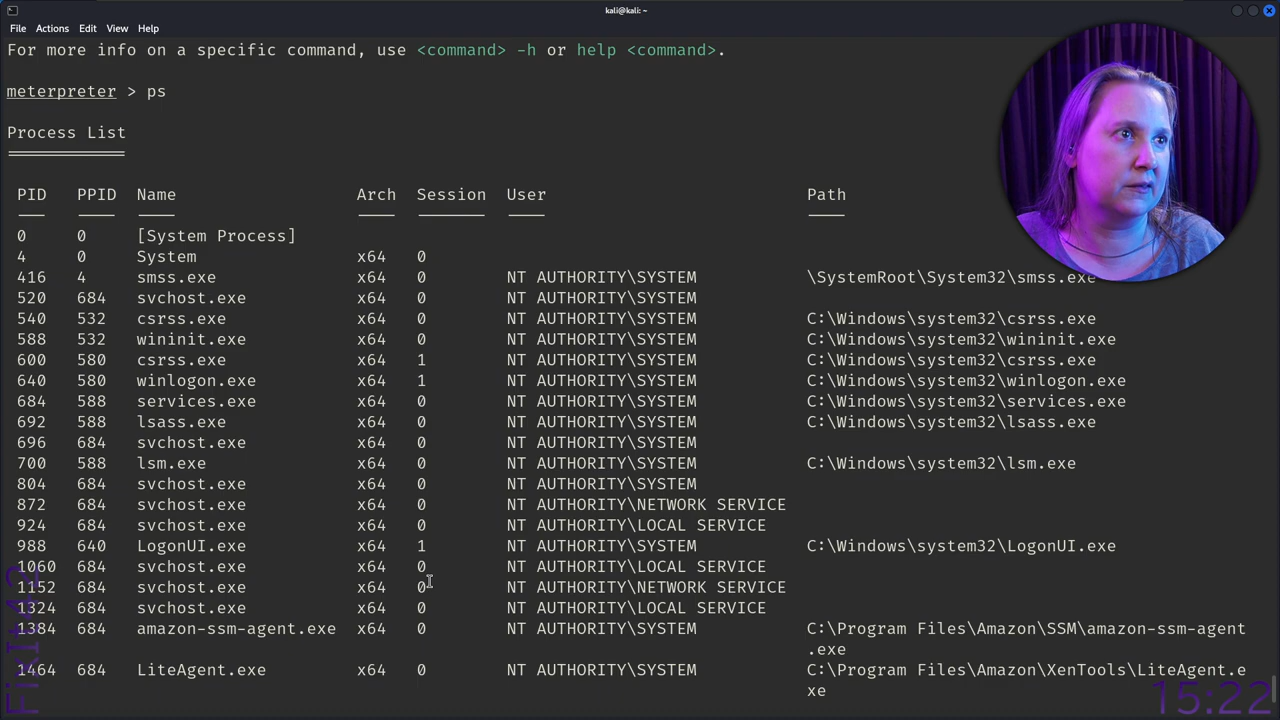 kali@kali: ~
File Actions Edit View Help
For more info on a specific command, use <command> -h or help <command>.
meterpreter > ps
Process List
============
PID PPID Name Arch Session User Path
--- ---- ---- ---- ------- ---- ----
0 0 [System Process]
4 0 System x64 0
416 4 smss.exe x64 0 NT AUTHORITY\SYSTEM \SystemRoot\System32\smss.exe
520 684 svchost.exe x64 0 NT AUTHORITY\SYSTEM
540 532 csrss.exe x64 0 NT AUTHORITY\SYSTEM C:\Windows\system32\csrss.exe
588 532 wininit.exe x64 0 NT AUTHORITY\SYSTEM C:\Windows\system32\wininit.exe
600 580 csrss.exe x64 1 NT AUTHORITY\SYSTEM C:\Windows\system32\csrss.exe
640 580 winlogon.exe x64 1 NT AUTHORITY\SYSTEM C:\Windows\system32\winlogon.exe
684 588 services.exe x64 0 NT AUTHORITY\SYSTEM C:\Windows\system32\services.exe
692 588 lsass.exe x64 0 NT AUTHORITY\SYSTEM C:\Windows\system32\lsass.exe
696 684 svchost.exe x64 0 NT AUTHORITY\SYSTEM
700 588 lsm.exe x64 0 NT AUTHORITY\SYSTEM C:\Windows\system32\lsm.exe
804 684 svchost.exe x64 0 NT AUTHORITY\SYSTEM
872 684 svchost.exe x64 0 NT AUTHORITY\NETWORK SERVICE
924 684 svchost.exe x64 0 NT AUTHORITY\LOCAL SERVICE
988 640 LogonUI.exe x64 1 NT AUTHORITY\SYSTEM C:\Windows\system32\LogonUI.exe
1060 684 svchost.exe x64 0 NT AUTHORITY\LOCAL SERVICE
1152 684 svchost.exe x64 0 NT AUTHORITY\NETWORK SERVICE
1324 684 svchost.exe x64 0 NT AUTHORITY\LOCAL SERVICE
1384 684 amazon-ssm-agent.exe x64 0 NT AUTHORITY\SYSTEM C:\Program Files\Amazon\SSM\amazon-ssm-agent
.exe
1464 684 LiteAgent.exe x64 0 NT AUTHORITY\SYSTEM C:\Program Files\Amazon\XenTools\LiteAgent.e
xe
15:22